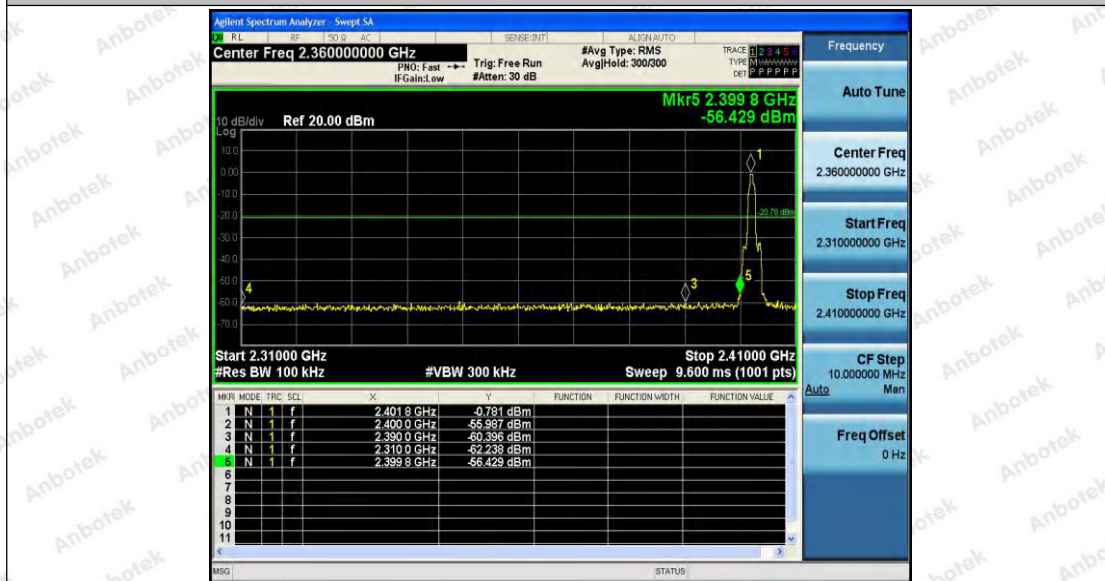 Agilent Spectrum Analyzer - Swept SA
RL RF 50 Ω AC SENSE:INT ALIGN AUTO
Center Freq 2.360000000 GHz
PNO: Fast
IFGain:Low
Trig: Free Run
#Atten: 30 dB
#Avg Type: RMS
Avg|Hold: 300/300
TRACE 1 2 3 4 5 6
TYPE M
DET P P P P P P
Mkr5 2.399 8 GHz
-56.429 dBm
10 dB/div Ref 20.00 dBm
Log
10.0
0.00
-10.0
-20.0
-30.0
-40.0
-50.0
-60.0
-70.0
1
-20.78 dBm
4
3
5
Start 2.31000 GHz Stop 2.41000 GHz
#Res BW 100 kHz #VBW 300 kHz Sweep 9.600 ms (1001 pts)
MKR MODE TRC SCL X Y FUNCTION FUNCTION WIDTH FUNCTION VALUE
1 N 1 f 2.401 8 GHz -0.781 dBm
2 N 1 f 2.400 0 GHz -55.987 dBm
3 N 1 f 2.390 0 GHz -60.396 dBm
4 N 1 f 2.310 0 GHz -62.238 dBm
5 N 1 f 2.399 8 GHz -56.429 dBm
6
7
8
9
10
11
MSG STATUS
Frequency
Auto Tune
Center Freq
2.360000000 GHz
Start Freq
2.310000000 GHz
Stop Freq
2.410000000 GHz
CF Step
10.000000 MHz
Auto Man
Freq Offset
0 Hz
Anbotek